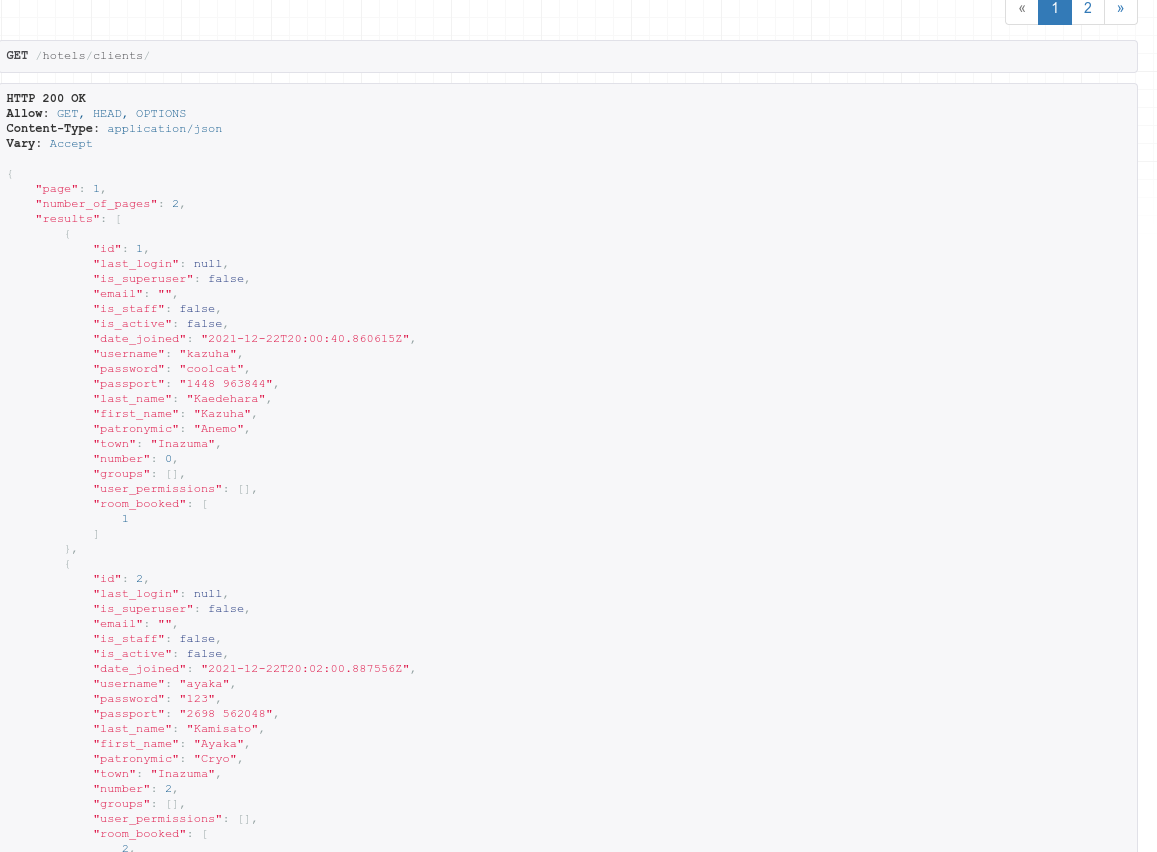 « 1 2 »
GET /hotels/clients/
HTTP 200 OK
Allow: GET, HEAD, OPTIONS
Content-Type: application/json
Vary: Accept
{
"page": 1,
"number_of_pages": 2,
"results": [
{
"id": 1,
"last_login": null,
"is_superuser": false,
"email": "",
"is_staff": false,
"is_active": false,
"date_joined": "2021-12-22T20:00:40.860615Z",
"username": "kazuha",
"password": "coolcat",
"passport": "1448 963844",
"last_name": "Kaedehara",
"first_name": "Kazuha",
"patronymic": "Anemo",
"town": "Inazuma",
"number": 0,
"groups": [],
"user_permissions": [],
"room_booked": [
1
]
},
{
"id": 2,
"last_login": null,
"is_superuser": false,
"email": "",
"is_staff": false,
"is_active": false,
"date_joined": "2021-12-22T20:02:00.887556Z",
"username": "ayaka",
"password": "123",
"passport": "2698 562048",
"last_name": "Kamisato",
"first_name": "Ayaka",
"patronymic": "Cryo",
"town": "Inazuma",
"number": 2,
"groups": [],
"user_permissions": [],
"room_booked": [
2,